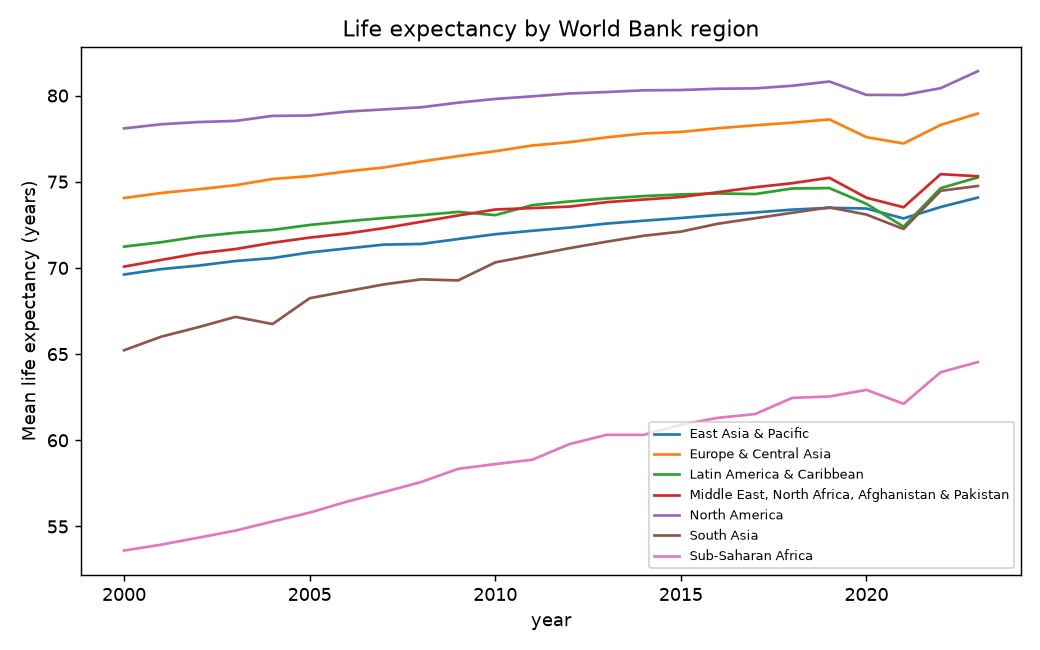 Life expectancy by World Bank region
Mean life expectancy (years)
80
75
70
65
60
55
East Asia & Pacific
Europe & Central Asia
Latin America & Caribbean
Middle East, North Africa, Afghanistan & Pakistan
North America
South Asia
Sub-Saharan Africa
2000 2005 2010 2015 2020
year